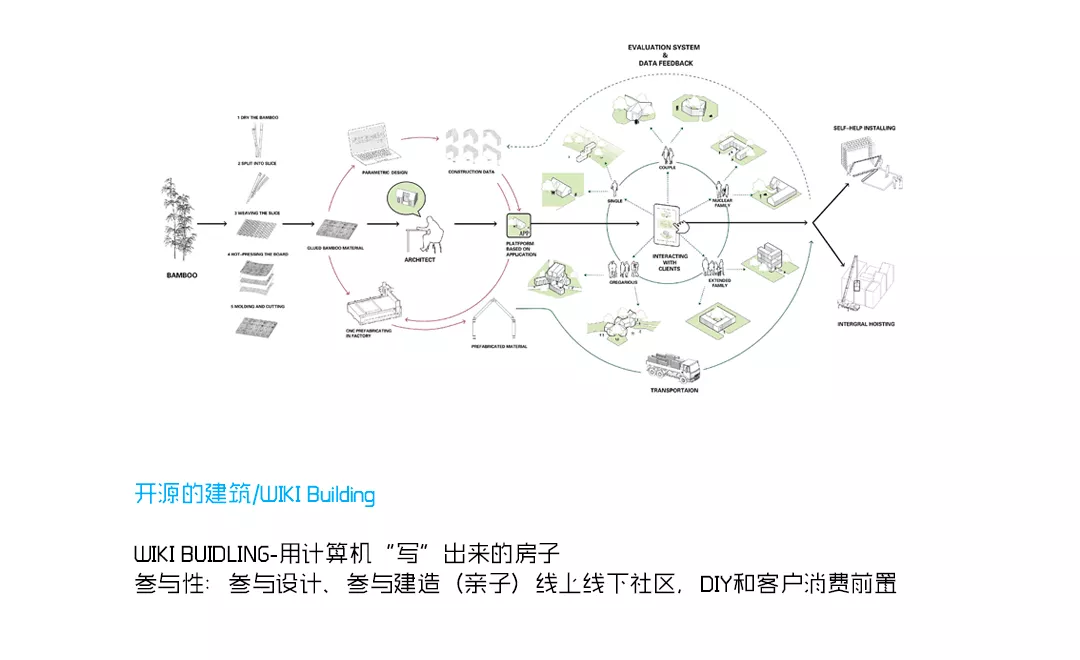 EVALUATION SYSTEM
&
DATA FEEDBACK
1 DRY THE BAMBOO
2 SPLIT INTO SLICE
3 WEAVING THE SLICE
4 HOT-PRESSING THE BOARD
5 MOLDING AND CUTTING
BAMBOO
GLUED BAMBOO MATERIAL
PARAMETRIC DESIGN
CONSTRUCTION DATA
ARCHITECT
CNC PREFABRICATING
IN FACTORY
PREFABRICATED MATERIAL
APP
PLATFFORM
BASED ON
APPLICATION
COUPLE
SINGLE
NUCLEAR
FAMILY
INTERACTING
WITH
CLIENTS
GREGARIOUS
EXTENDED
FAMILY
TRANSPORTAION
SELF-HELP INSTALLING
INTERGRAL HOISTING
开源的建筑/WIKI Building
WIKI BUIDLING-用计算机“写”出来的房子
参与性：参与设计、参与建造（亲子）线上线下社区，DIY和客户消费前置